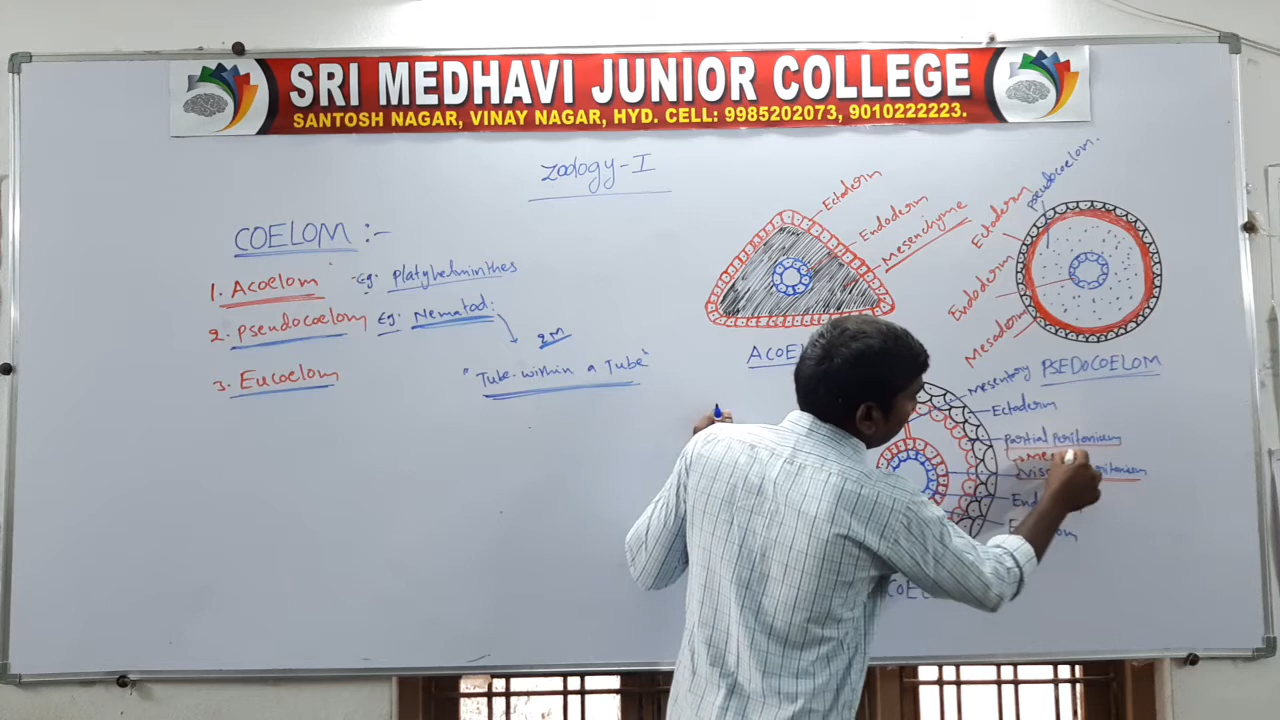 SRI MEDHAVI JUNIOR COLLEGE
SANTOSH NAGAR, VINAY NAGAR, HYD. CELL: 9985202073, 9010222223.
Zoology-I
COELOM :-
1. Acoelom eg: Platyhelminthes
2. Pseudocoelom Eg: Nematod:
2M
"Tube-within a Tube"
3. Eucoelom
Ectoderm
Endoderm
Mesenchyme
Pseudocoelom.
Ectoderm
Endoderm
Mesoderm
PSEDOCOELOM
Mesentory
Ectoderm
Partial Peritonium